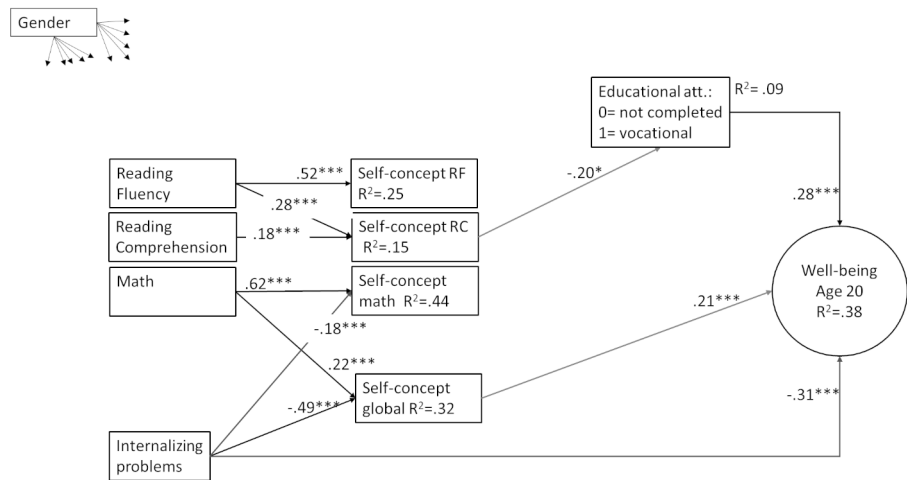 Gender
Educational att.:
0= not completed
1= vocational
R²= .09
Reading
Fluency
.52***
Self-concept RF
R²=.25
-.20*
.28***
.28***
Reading
Comprehension
.18***
Self-concept RC
R²=.15
Math
.62***
Self-concept
math R²=.44
Well-being
Age 20
R²=.38
.21***
-.18***
.22***
Self-concept
global R²=.32
-.49***
-.31***
Internalizing
problems